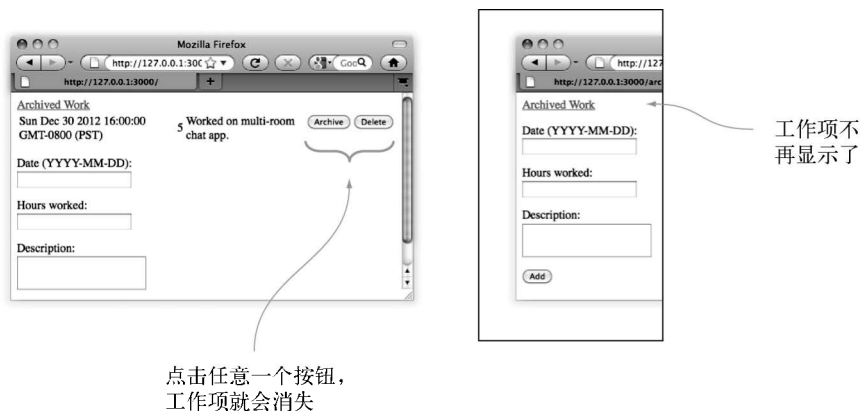 Mozilla Firefox
http://127.0.0.1:300
Goo
http://127.0.0.1:3000/
Archived Work
Sun Dec 30 2012 16:00:00
GMT-0800 (PST)
5 Worked on multi-room
chat app.
Archive Delete
Date (YYYY-MM-DD):
Hours worked:
Description:
点击任意一个按钮，
工作项就会消失
http://127
http://127.0.0.1:3000/arc
Archived Work
Date (YYYY-MM-DD):
Hours worked:
Description:
Add
工作项不
再显示了